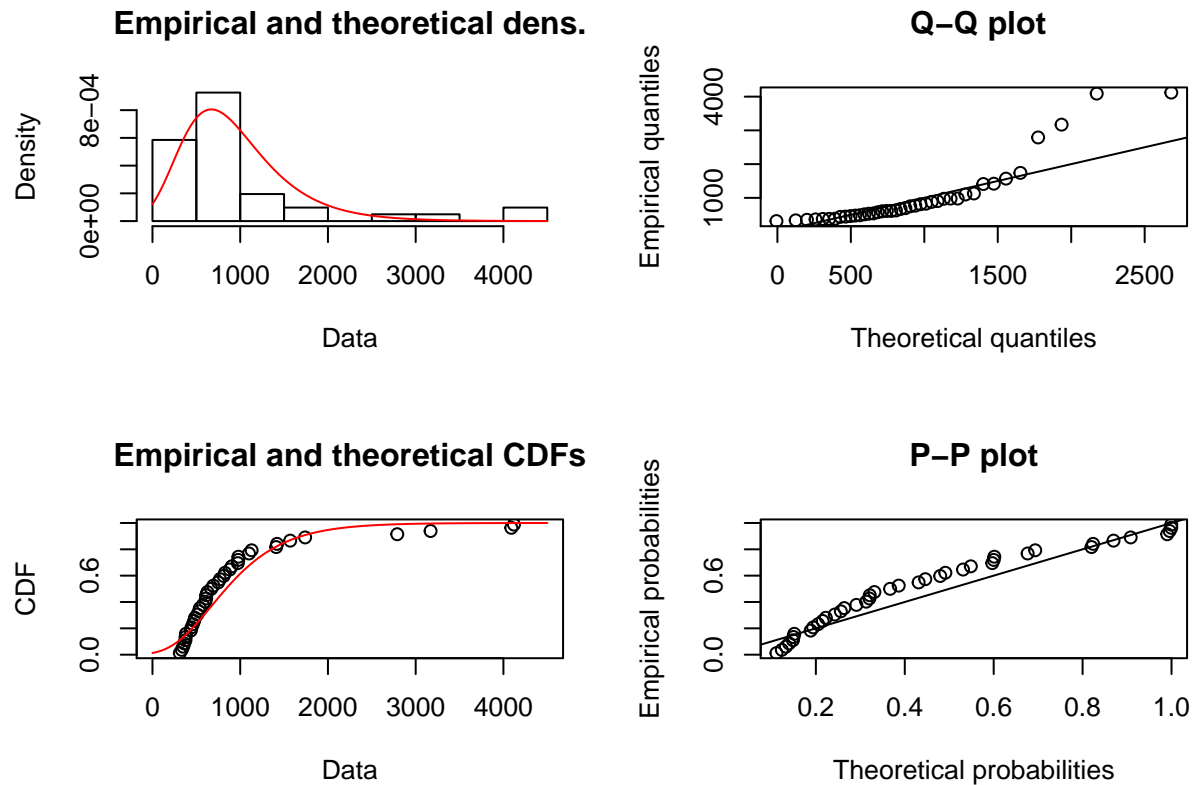 Empirical and theoretical dens.
Density
0e+00 8e−04
0 1000 2000 3000 4000
Data
Q−Q plot
Empirical quantiles
1000 4000
0 500 1500 2500
Theoretical quantiles
Empirical and theoretical CDFs
CDF
0.0 0.6
0 1000 2000 3000 4000
Data
P−P plot
Empirical probabilities
0.0 0.6
0.2 0.4 0.6 0.8 1.0
Theoretical probabilities